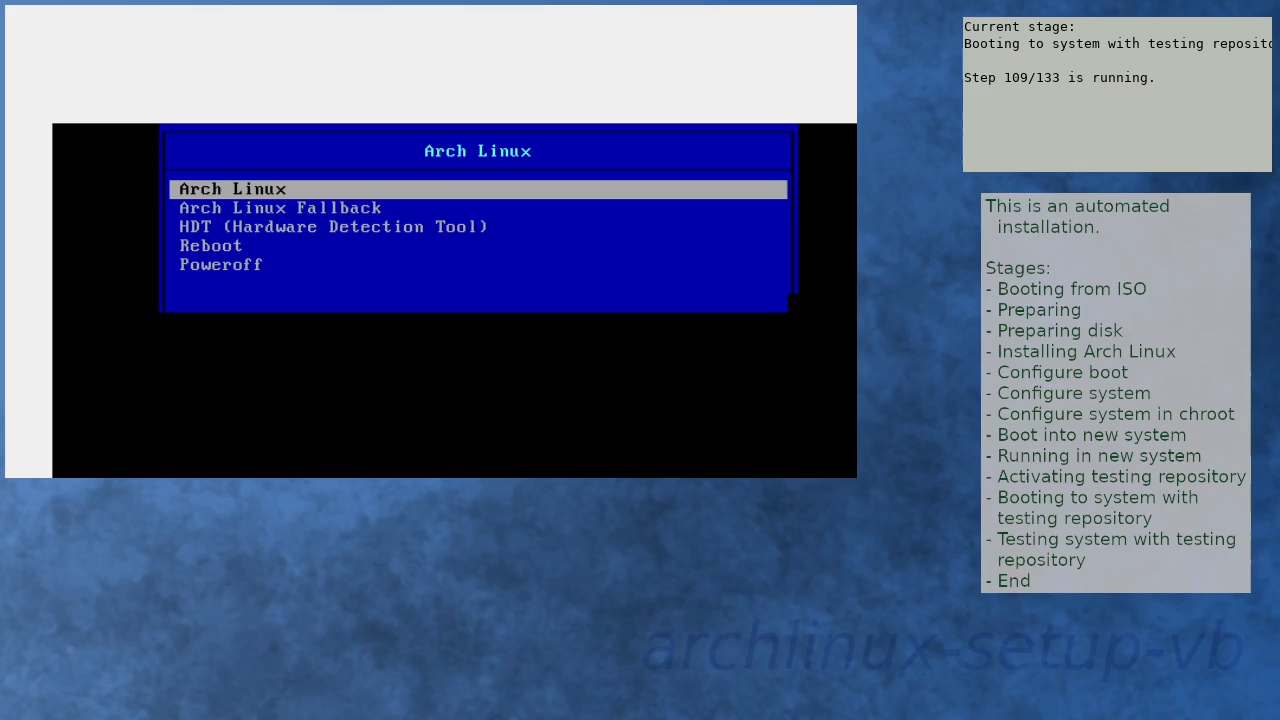 Arch Linux
Arch Linux
Arch Linux Fallback
HDT (Hardware Detection Tool)
Reboot
Poweroff
Current stage:
Booting to system with testing reposito
Step 109/133 is running.
This is an automated
installation.
Stages:
- Booting from ISO
- Preparing
- Preparing disk
- Installing Arch Linux
- Configure boot
- Configure system
- Configure system in chroot
- Boot into new system
- Running in new system
- Activating testing repository
- Booting to system with
testing repository
- Testing system with testing
repository
- End
archlinux-setup-vb